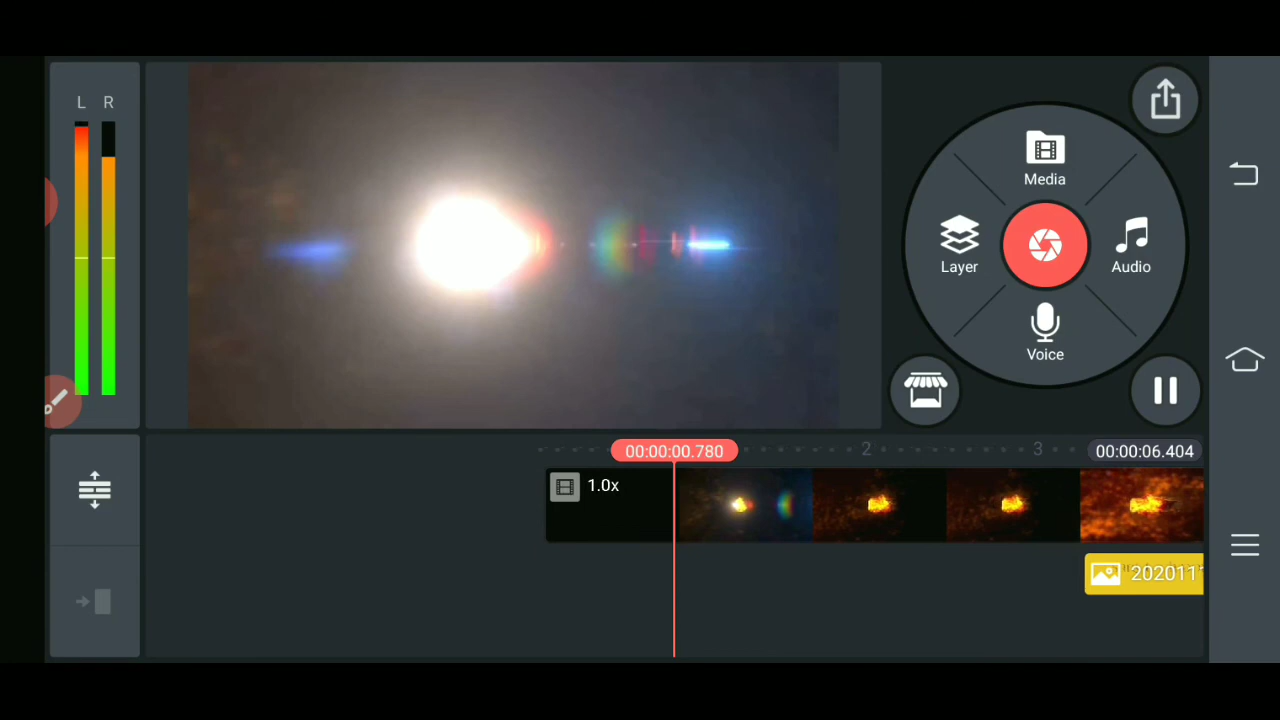 L R
Media
Layer
Audio
Voice
00:00:00.780
2
3
00:00:06.404
1.0x
202011